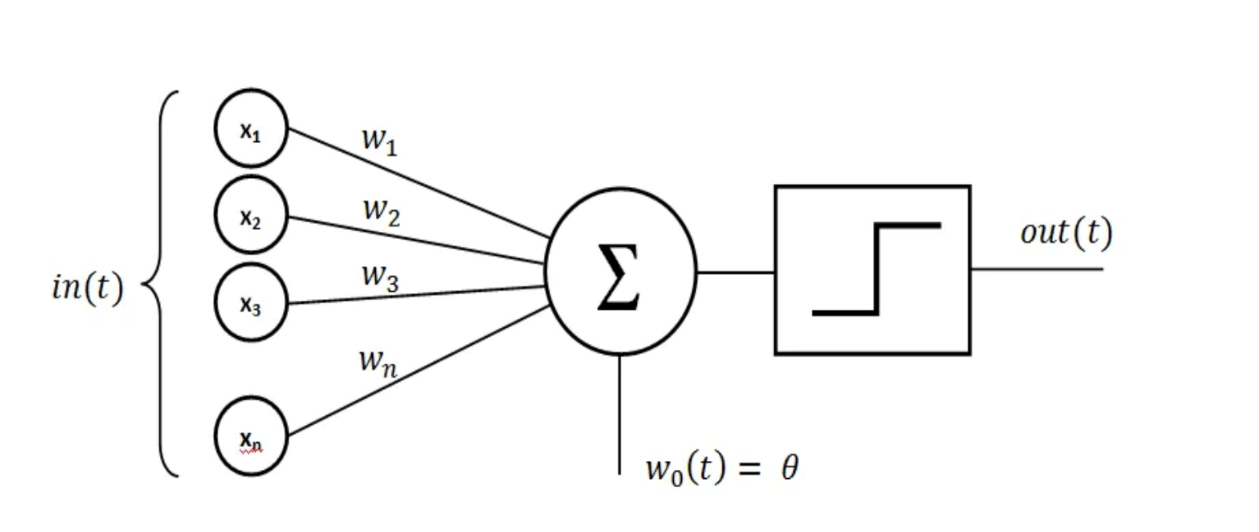 in(t)
x₁
x₂
x₃
xₙ
w₁
w₂
w₃
wₙ
Σ
w₀(t) = θ
out(t)